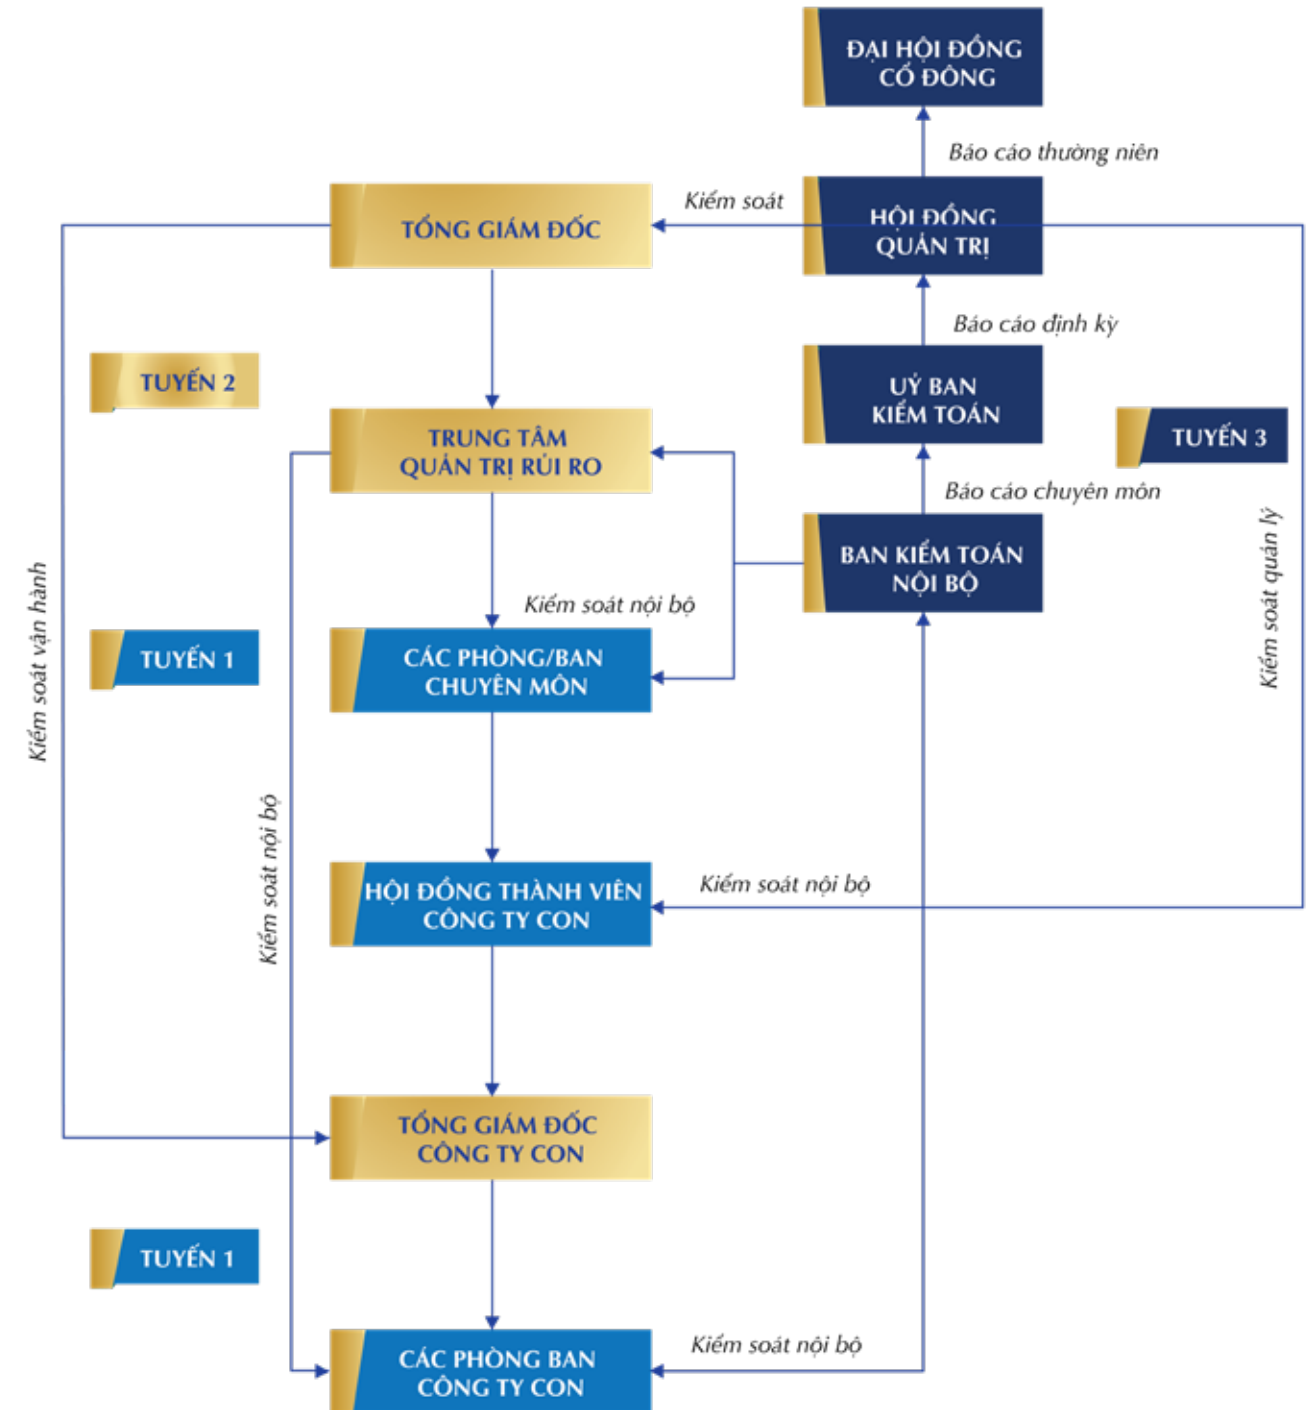 ĐẠI HỘI ĐỒNG
CỔ ĐÔNG
Báo cáo thường niên
Kiểm soát
TỔNG GIÁM ĐỐC
HỘI ĐỒNG
QUẢN TRỊ
Báo cáo định kỳ
TUYẾN 2
UỶ BAN
KIỂM TOÁN
TRUNG TÂM
QUẢN TRỊ RỦI RO
TUYẾN 3
Báo cáo chuyên môn
BAN KIỂM TOÁN
NỘI BỘ
Kiểm soát quản lý
Kiểm soát vận hành
Kiểm soát nội bộ
TUYẾN 1
CÁC PHÒNG/BAN
CHUYÊN MÔN
Kiểm soát nội bộ
HỘI ĐỒNG THÀNH VIÊN
CÔNG TY CON
Kiểm soát nội bộ
TỔNG GIÁM ĐỐC
CÔNG TY CON
TUYẾN 1
CÁC PHÒNG BAN
CÔNG TY CON
Kiểm soát nội bộ